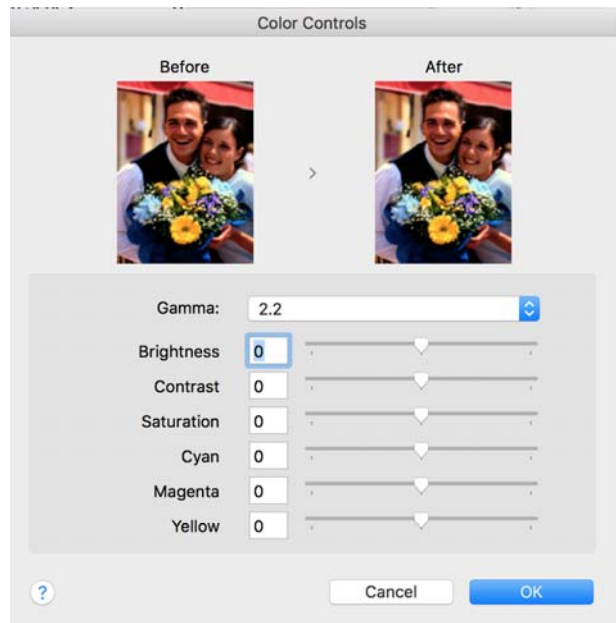 Color Controls
Before After
>
Gamma: 2.2
Brightness 0
Contrast 0
Saturation 0
Cyan 0
Magenta 0
Yellow 0
? Cancel OK